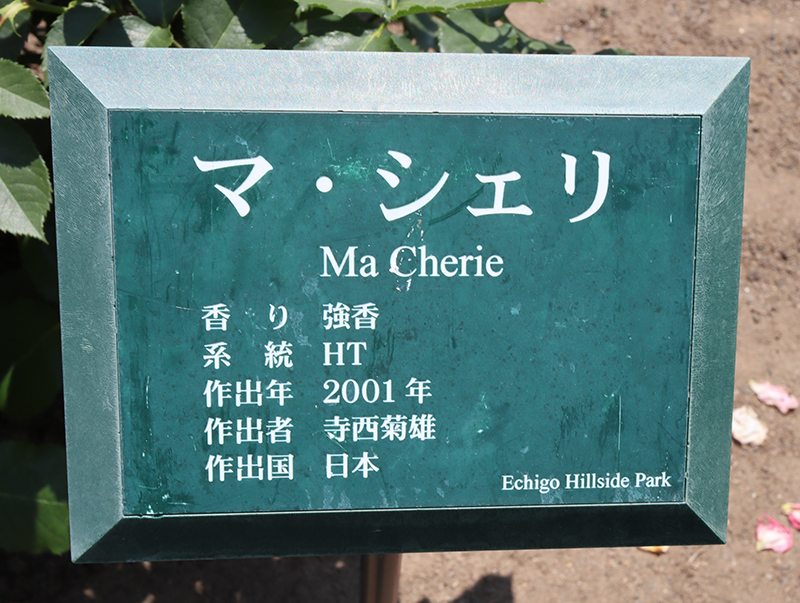 マ・シェリ
Ma Cherie
香り 強香
系統 HT
作出年 2001年
作出者 寺西菊雄
作出国 日本
Echigo Hillside Park